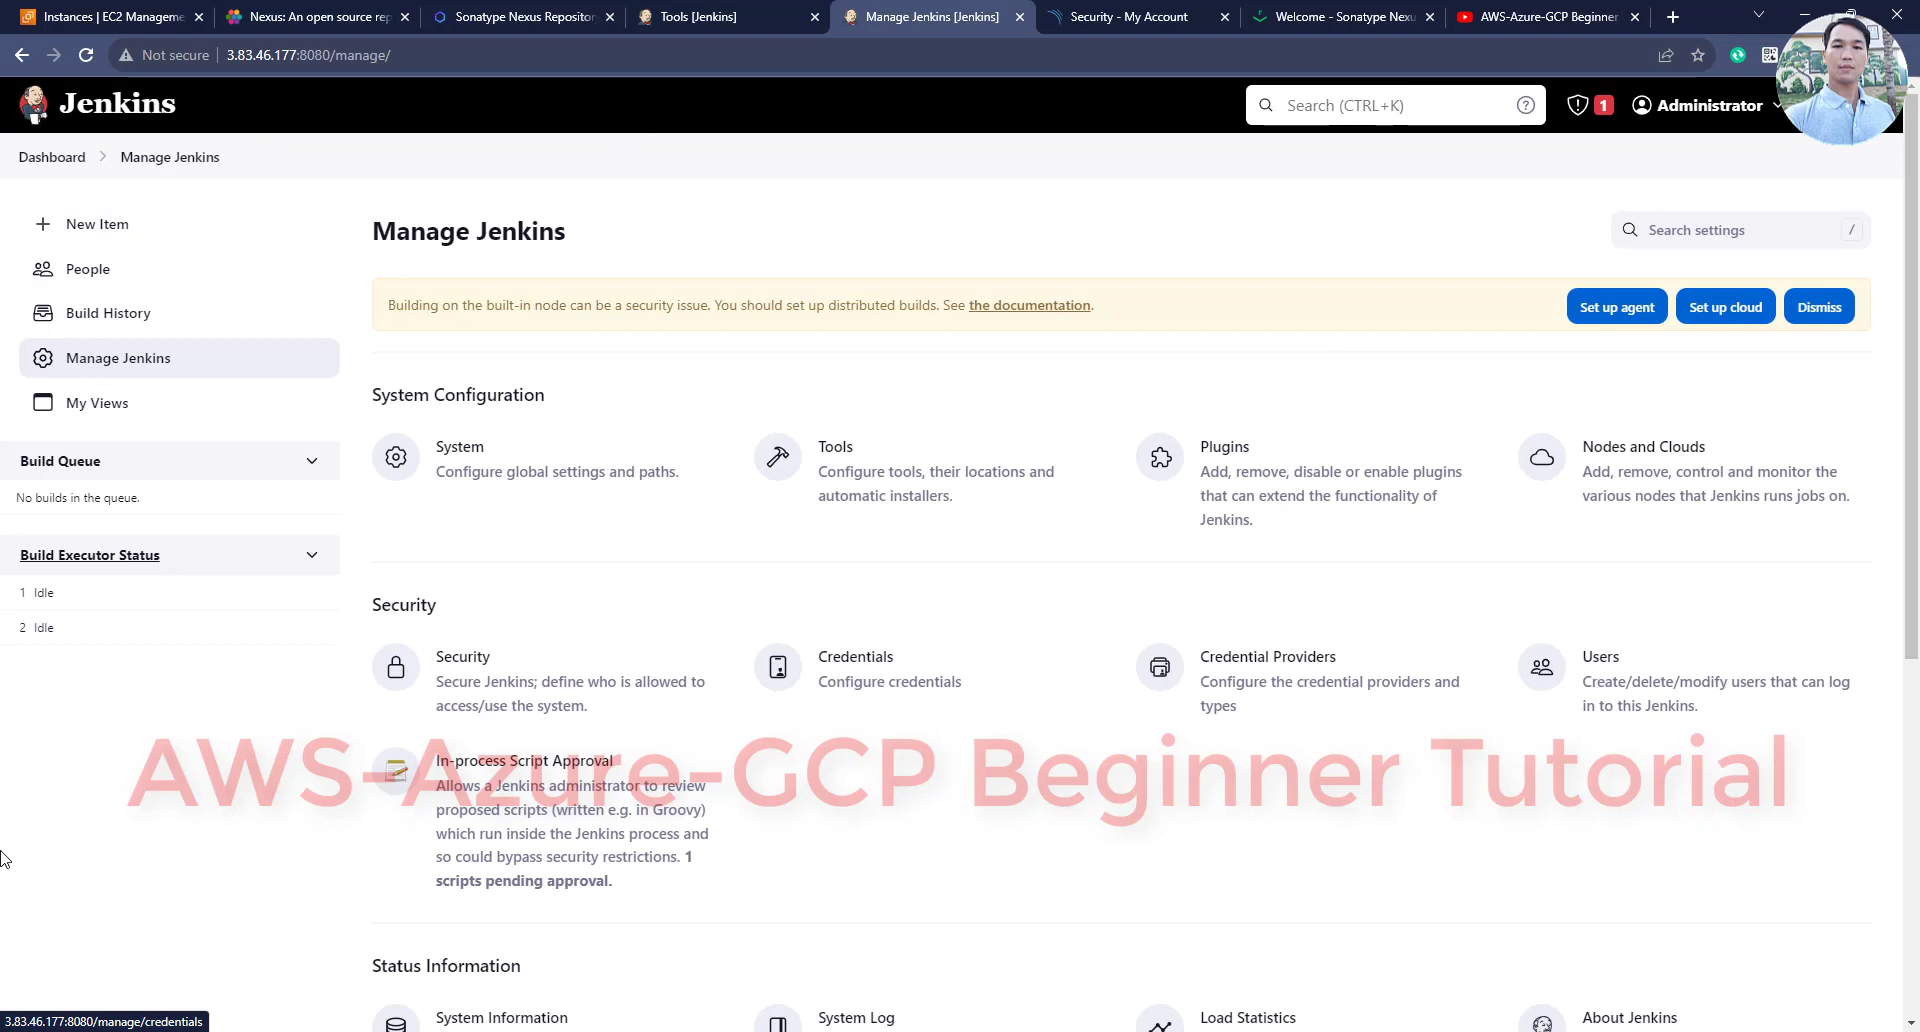 Instances | EC2 Manageme
Nexus: An open source rep
Sonatype Nexus Repositor
Tools [Jenkins]
Manage Jenkins [Jenkins]
Security - My Account
Welcome - Sonatype Nexu
AWS-Azure-GCP Beginner
Not secure
3.83.46.177:8080/manage/
Jenkins
Search (CTRL+K)
?
1
Administrator
Dashboard
Manage Jenkins
New Item
People
Build History
Manage Jenkins
My Views
Build Queue
No builds in the queue.
Build Executor Status
1 Idle
2 Idle
Manage Jenkins
Search settings
/
Building on the built-in node can be a security issue. You should set up distributed builds. See the documentation.
Set up agent
Set up cloud
Dismiss
System Configuration
System
Configure global settings and paths.
Tools
Configure tools, their locations and
automatic installers.
Plugins
Add, remove, disable or enable plugins
that can extend the functionality of
Jenkins.
Nodes and Clouds
Add, remove, control and monitor the
various nodes that Jenkins runs jobs on.
Security
Security
Secure Jenkins; define who is allowed to
access/use the system.
Credentials
Configure credentials
Credential Providers
Configure the credential providers and
types
Users
Create/delete/modify users that can log
in to this Jenkins.
In-process Script Approval
Allows a Jenkins administrator to review
proposed scripts (written e.g. in Groovy)
which run inside the Jenkins process and
so could bypass security restrictions. 1
scripts pending approval.
AWS-Azure-GCP Beginner Tutorial
Status Information
System Information
System Log
Load Statistics
About Jenkins
3.83.46.177:8080/manage/credentials